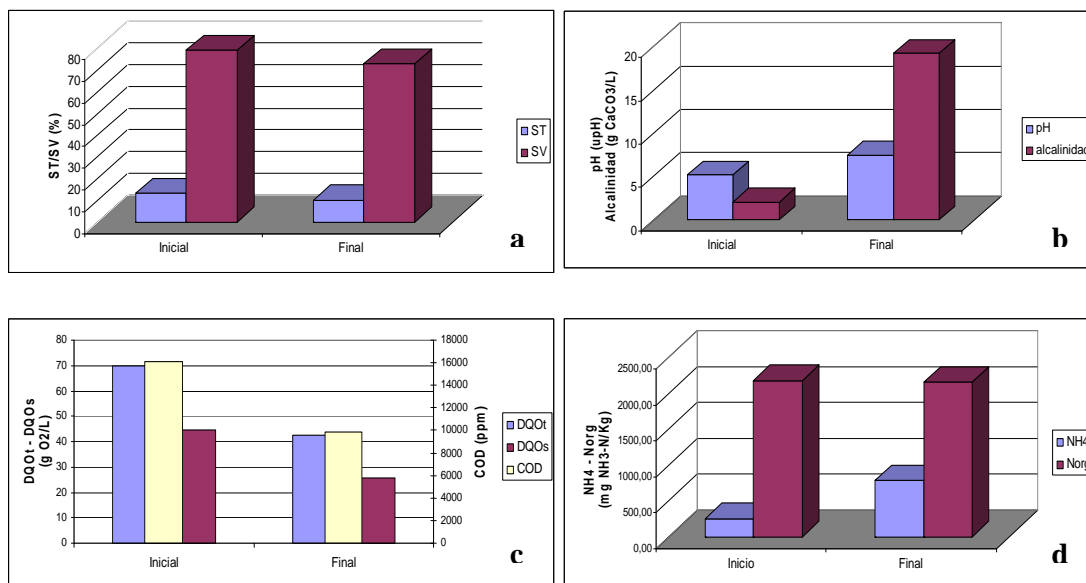 80
70
60
50
40
30
20
10
0
ST/SV (%)
Inicial
Final
ST
SV
a
20
15
10
5
0
pH (upH)
Alcalinidad (g CaCO3/L)
Inicial
Final
pH
alcalinidad
b
80
70
60
50
40
30
20
10
0
DQOt - DQOs
(g O2/L)
Inicial
Final
18000
16000
14000
12000
10000
8000
6000
4000
2000
0
COD (ppm)
DQOt
DQOs
COD
c
2500,00
2000,00
1500,00
1000,00
500,00
0,00
NH4 - Norg
(mg NH3-N/Kg)
Inicio
Final
NH4
Norg
d